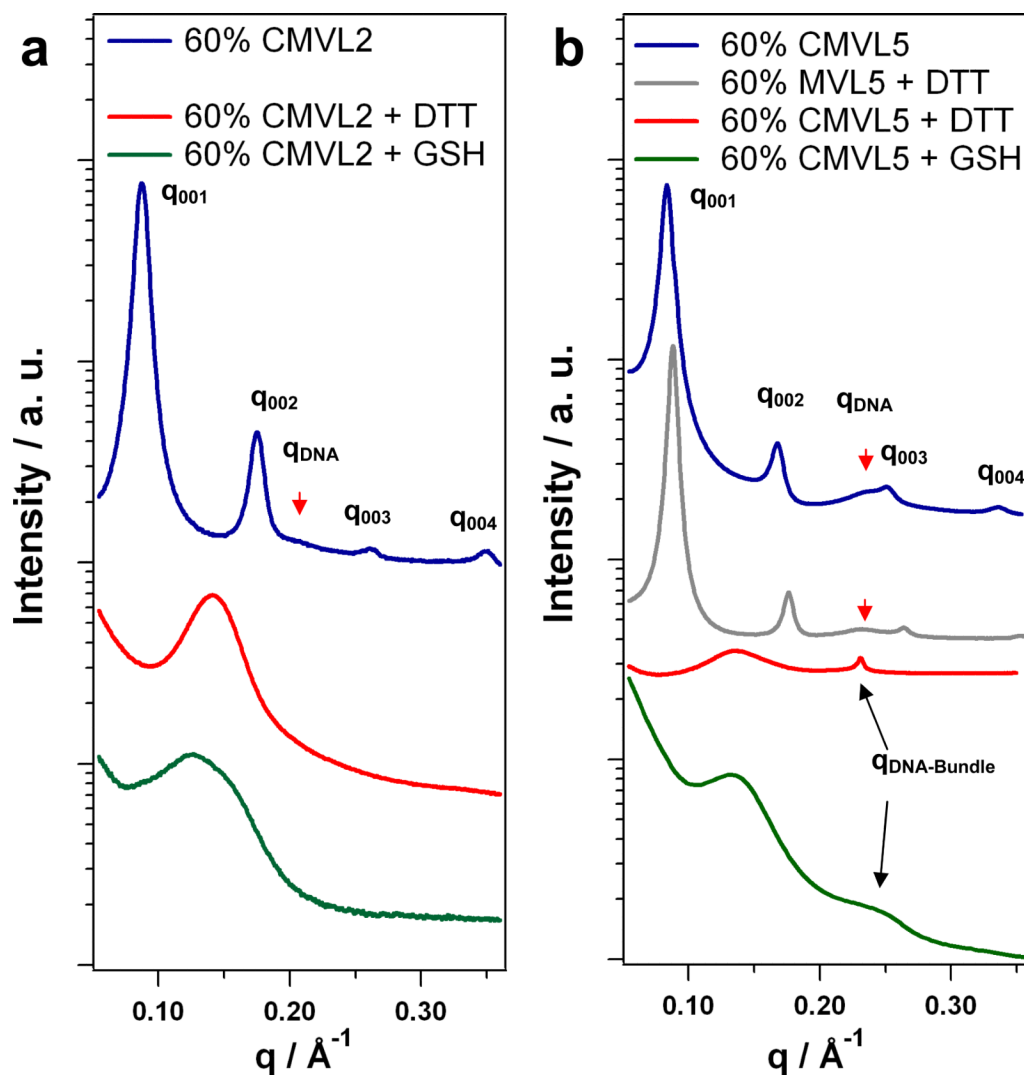 a
60% CMVL2
60% CMVL2 + DTT
60% CMVL2 + GSH
q001
q002
qDNA
q003
q004
Intensity / a. u.
0.10
0.20
0.30
q / Å-1
b
60% CMVL5
60% MVL5 + DTT
60% CMVL5 + DTT
60% CMVL5 + GSH
q001
q002
qDNA
q003
q004
qDNA-Bundle
Intensity / a. u.
0.10
0.20
0.30
q / Å-1